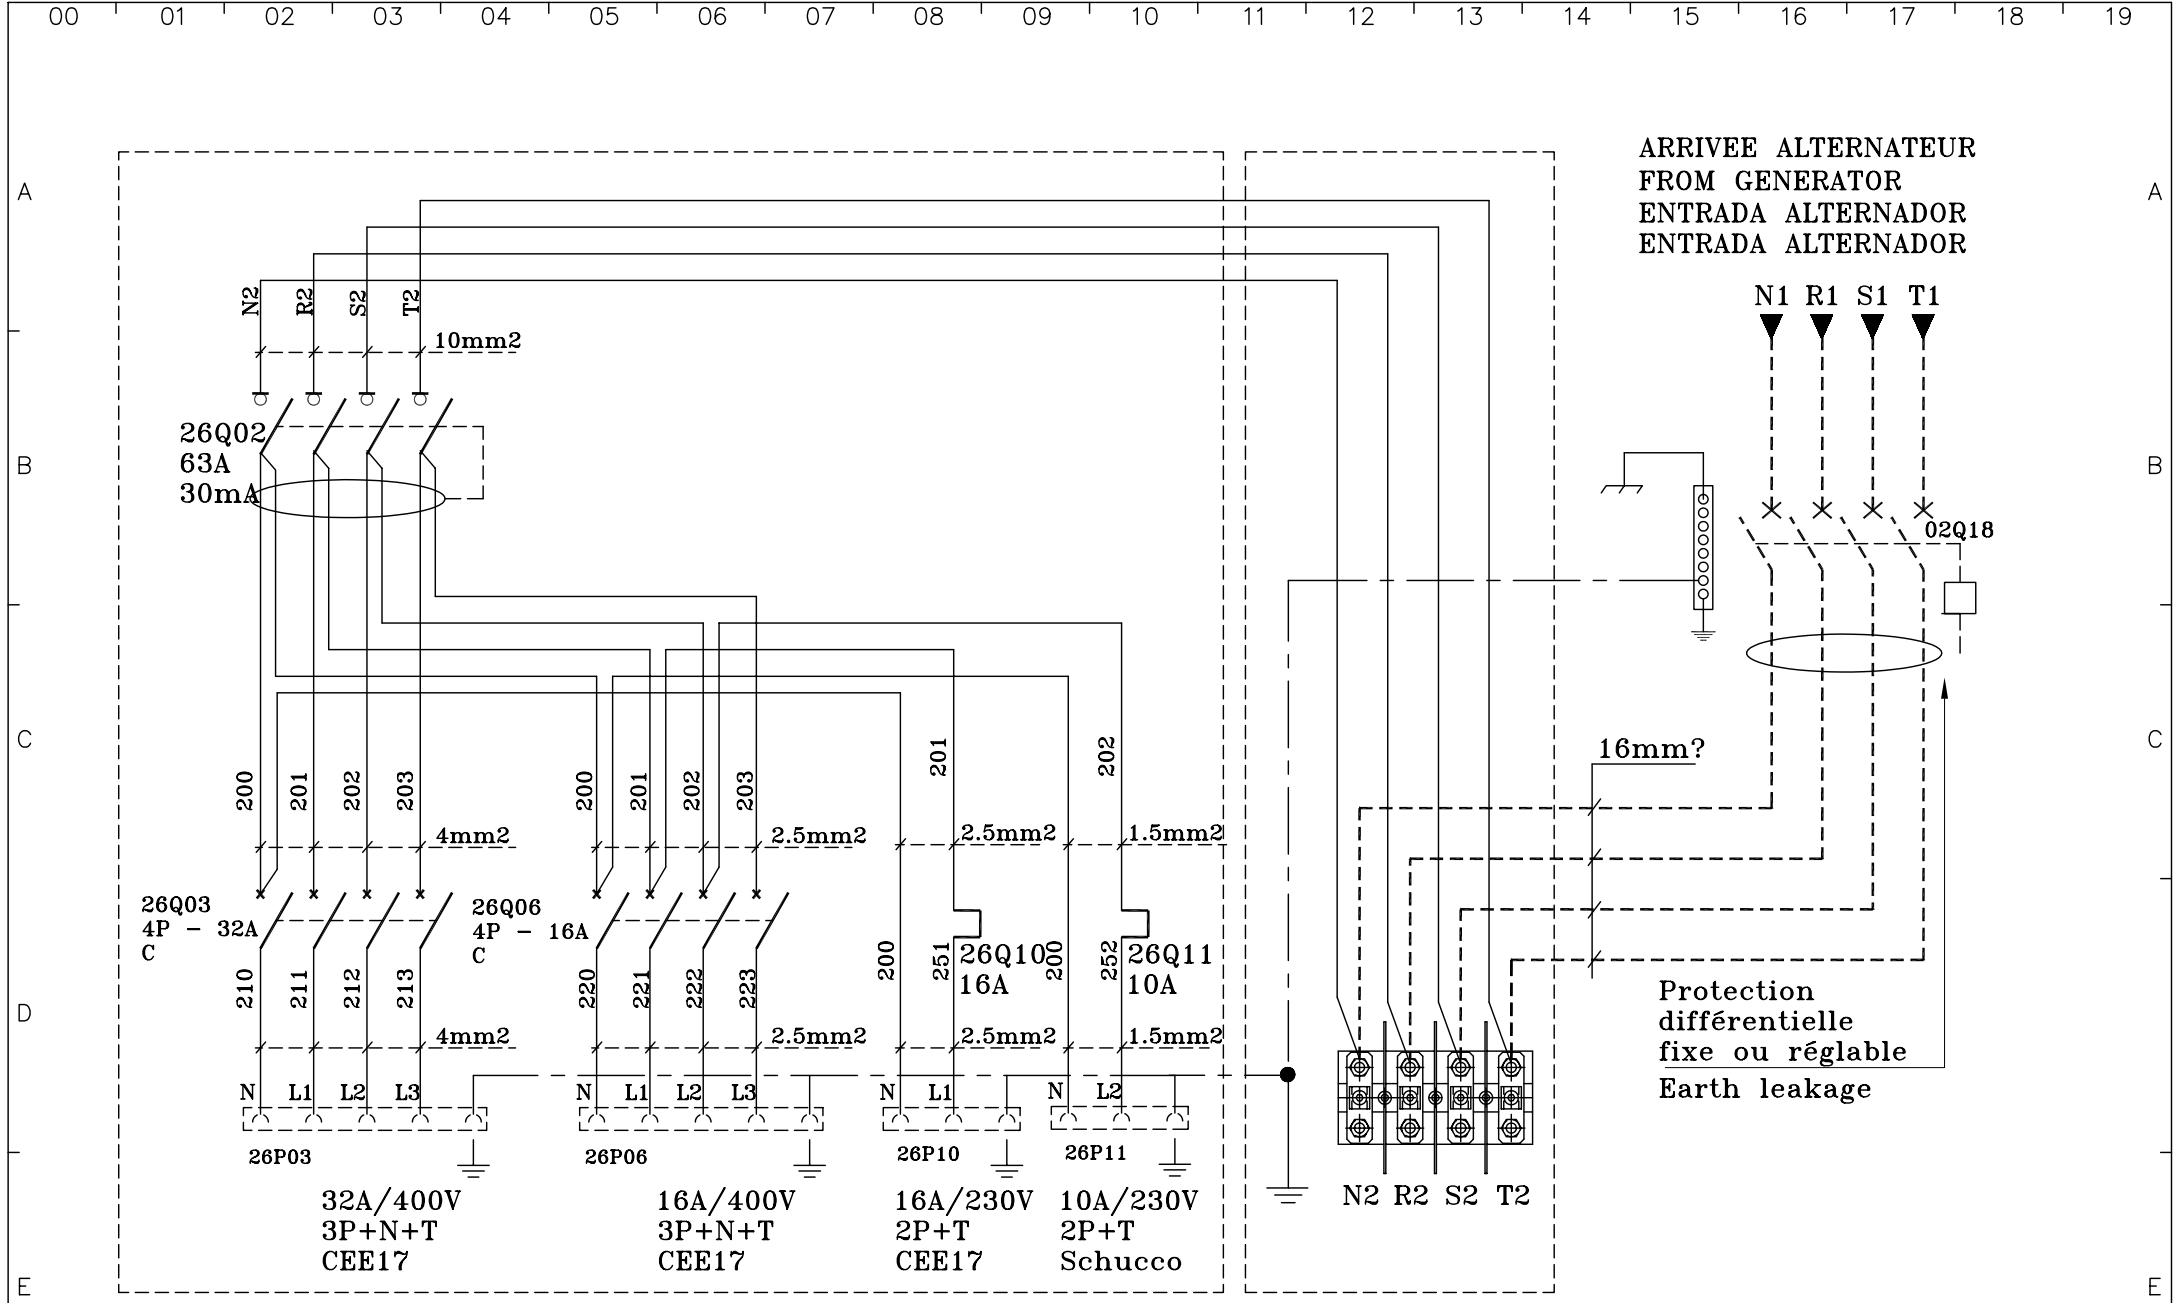 00 01 02 03 04 05 06 07 08 09 10 11 12 13 14 15 16 17 18 19
A
A
ARRIVEE ALTERNATEUR
FROM GENERATOR
ENTRADA ALTERNADOR
ENTRADA ALTERNADOR
N1 R1 S1 T1
N2 R2 S2 T2
10mm2
26Q02
63A
30mA
B
B
02Q18
C
C
16mm?
200 201 202 203
200 201 202 203
201
202
4mm2
2.5mm2
2.5mm2
1.5mm2
26Q03
4P - 32A
C
26Q06
4P - 16A
C
26Q10
16A
26Q11
10A
210 211 212 213
220 221 222 223
200 251
200 252
D
D
Protection
différentielle
fixe ou réglable
Earth leakage
4mm2
2.5mm2
2.5mm2
1.5mm2
N L1 L2 L3
N L1 L2 L3
N L1
N L2
26P03
26P06
26P10
26P11
32A/400V
3P+N+T
CEE17
16A/400V
3P+N+T
CEE17
16A/230V
2P+T
CEE17
10A/230V
2P+T
Schucco
N2 R2 S2 T2
E
E